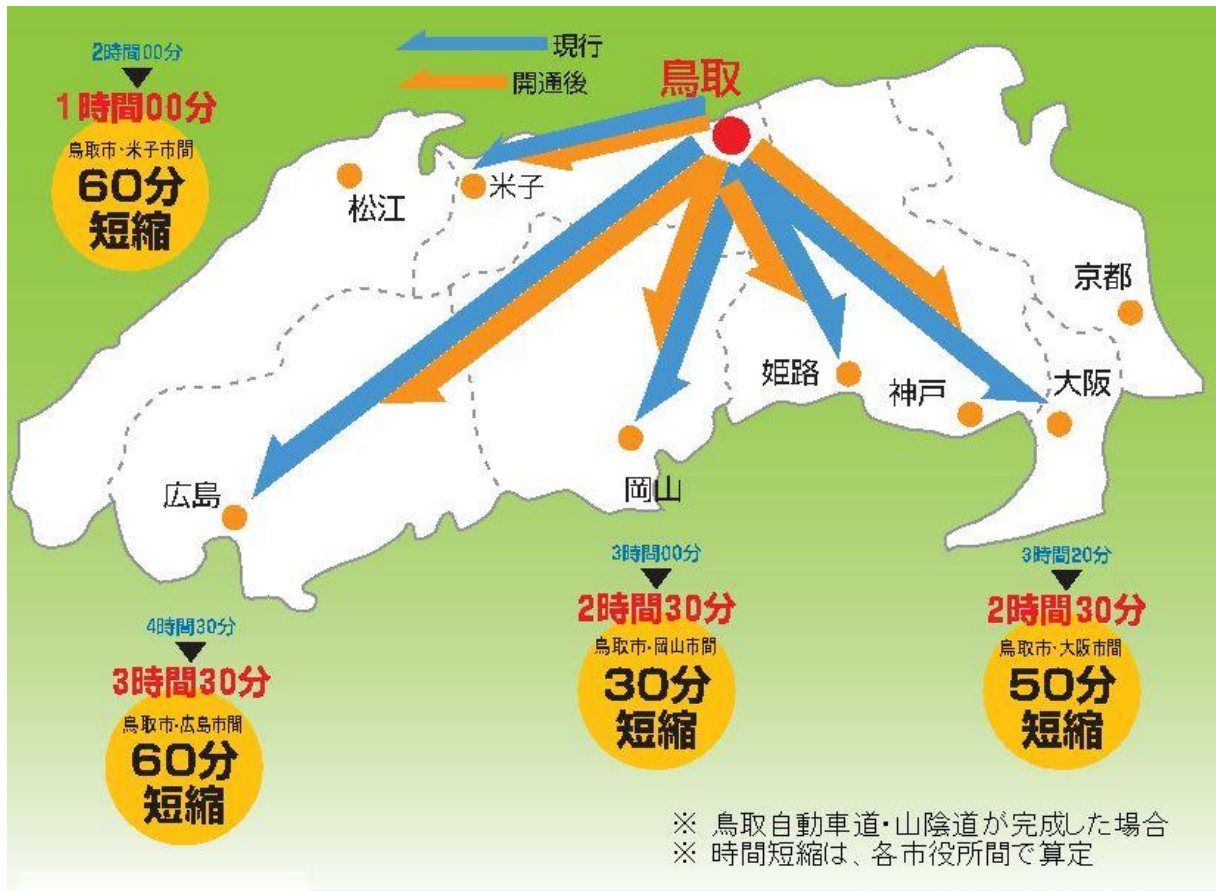 2時間00分
1時間00分
鳥取市・米子市間
60分
短縮
現行
開通後
鳥取
松江
米子
京都
姫路
神戸
大阪
広島
岡山
4時間30分
3時間30分
鳥取市・広島市間
60分
短縮
3時間00分
2時間30分
鳥取市・岡山市間
30分
短縮
3時間20分
2時間30分
鳥取市・大阪市間
50分
短縮
※ 鳥取自動車道・山陰道が完成した場合
※ 時間短縮は、各市役所間で算定